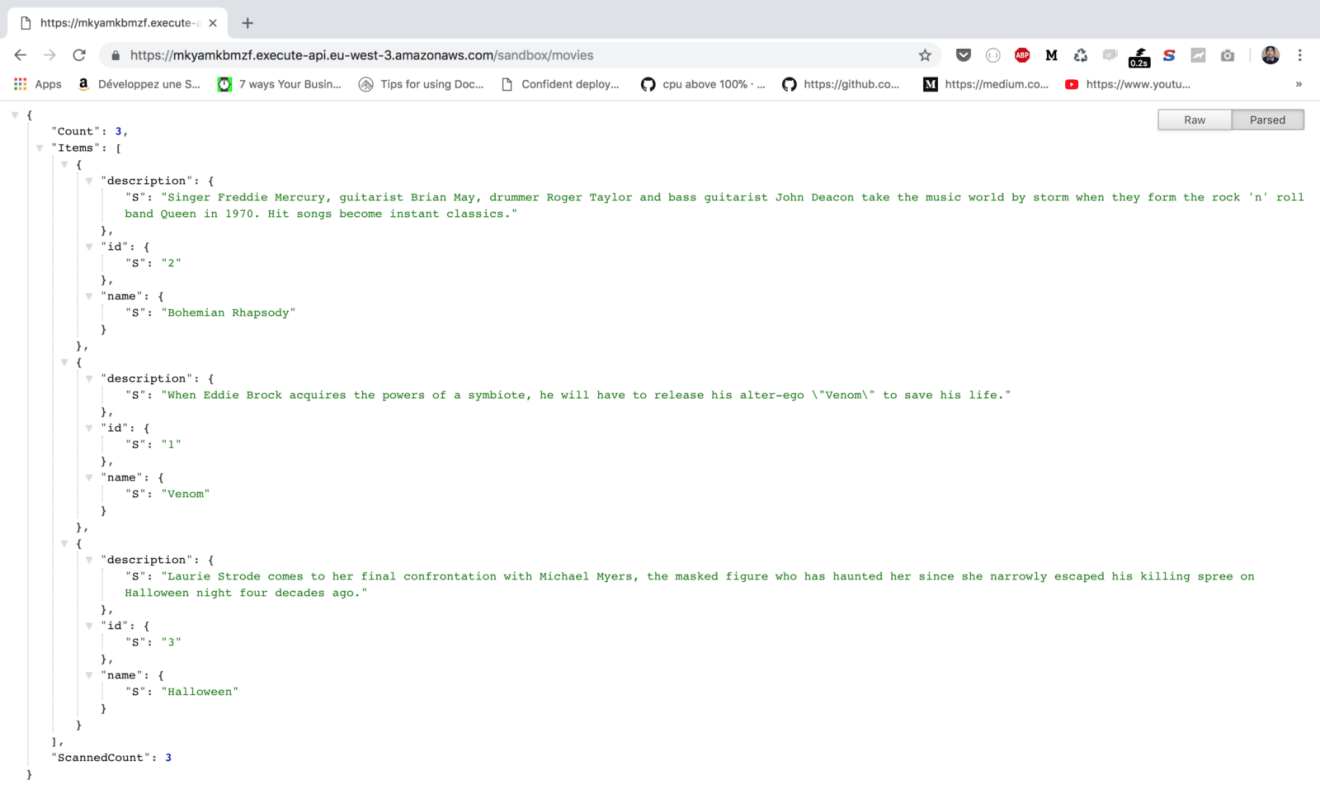 https://mkyamkbmzf.execute-a
https://mkyamkbmzf.execute-api.eu-west-3.amazonaws.com/sandbox/movies
ABP
M
0.2s
S
Apps
a Développez une S...
7 ways Your Busin...
Tips for using Doc...
Confident deploy...
cpu above 100% · ...
https://github.co...
M https://medium.co...
https://www.youtu...
»
Raw
Parsed
{
"Count": 3,
"Items": [
{
"description": {
"S": "Singer Freddie Mercury, guitarist Brian May, drummer Roger Taylor and bass guitarist John Deacon take the music world by storm when they form the rock 'n' roll
band Queen in 1970. Hit songs become instant classics."
},
"id": {
"S": "2"
},
"name": {
"S": "Bohemian Rhapsody"
}
},
{
"description": {
"S": "When Eddie Brock acquires the powers of a symbiote, he will have to release his alter-ego \"Venom\" to save his life."
},
"id": {
"S": "1"
},
"name": {
"S": "Venom"
}
},
{
"description": {
"S": "Laurie Strode comes to her final confrontation with Michael Myers, the masked figure who has haunted her since she narrowly escaped his killing spree on
Halloween night four decades ago."
},
"id": {
"S": "3"
},
"name": {
"S": "Halloween"
}
}
],
"ScannedCount": 3
}